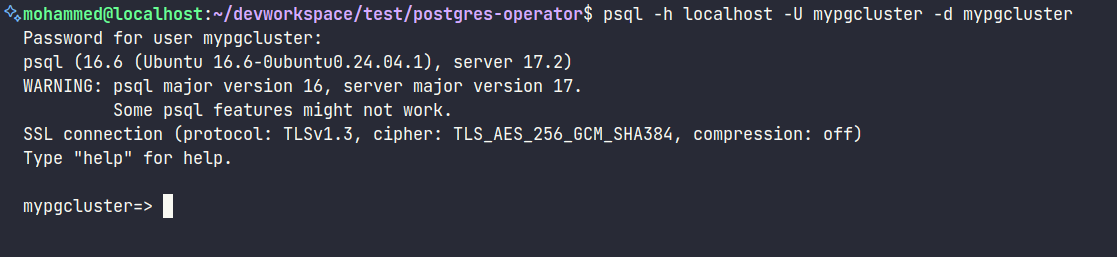 mohammed@localhost:~/devworkspace/test/postgres-operator$ psql -h localhost -U mypgcluster -d mypgcluster
Password for user mypgcluster:
psql (16.6 (Ubuntu 16.6-0ubuntu0.24.04.1), server 17.2)
WARNING: psql major version 16, server major version 17.
         Some psql features might not work.
SSL connection (protocol: TLSv1.3, cipher: TLS_AES_256_GCM_SHA384, compression: off)
Type "help" for help.
mypgcluster=>